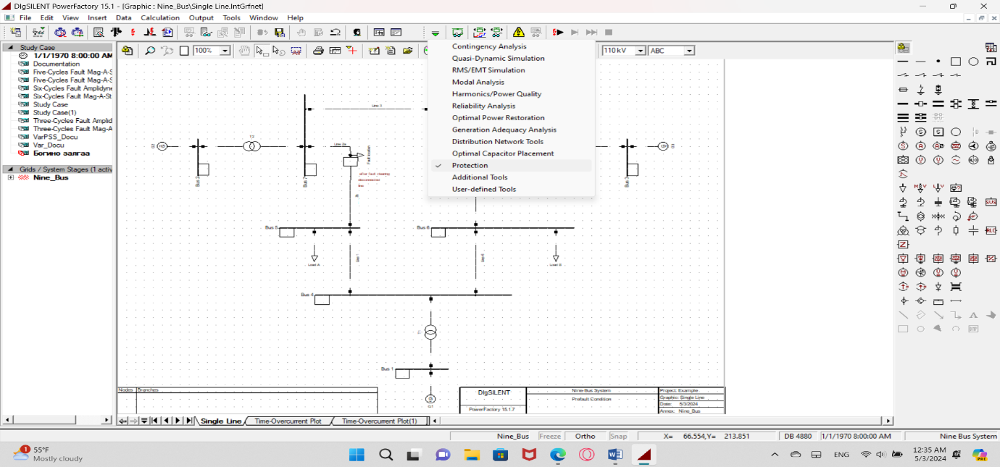 DIgSILENT PowerFactory 15.1 - [Graphic : Nine_Bus\Single Line.IntGrfnet]
File Edit View Insert Data Calculation Output Tools Window Help
100%
110 kV
ABC
Study Case
1/1/1970 8:00:00 AM
Documentation
Five-Cycles Fault Mag-A-S
Five-Cycles Fault Mag-A-S
Six-Cycles Fault Amplidyne
Six-Cycles Fault Mag-A-St
Study Case
Study Case(1)
Three-Cycles Fault Amplid
Three-Cycles Fault Mag-A
VarPSS_Docu
Var_Docu
Богино залгаа
Grids / System Stages (1 activ
Nine_Bus
Contingency Analysis
Quasi-Dynamic Simulation
RMS/EMT Simulation
Modal Analysis
Harmonics/Power Quality
Reliability Analysis
Optimal Power Restoration
Generation Adequacy Analysis
Distribution Network Tools
Optimal Capacitor Placement
Protection
Additional Tools
User-defined Tools
Line 3
G2
T2
Bus 2
Bus 7
Fault location
after fault clearing
disconnected
line
Bus 3
G3
Bus 5
Bus 6
Load A
Line 1
Line 6
Load B
Bus 4
Bus 1
G
G1
Nodes Branches
DIgSILENT
PowerFactory 15.1.7
Nine-Bus System
Prefault Condition
Project: Example
Graphic: Single Line
Date: 5/3/2024
Annex: Nine_Bus
Single Line
Time-Overcurrent Plot
Time-Overcurrent Plot(1)
Nine_Bus
Freeze
Ortho
Snap
X= 66.554,Y= 213.851
DB 4880
1/1/1970 8:00:00 AM
Nine Bus System
1
55°F
Mostly cloudy
ENG
12:35 AM
5/3/2024